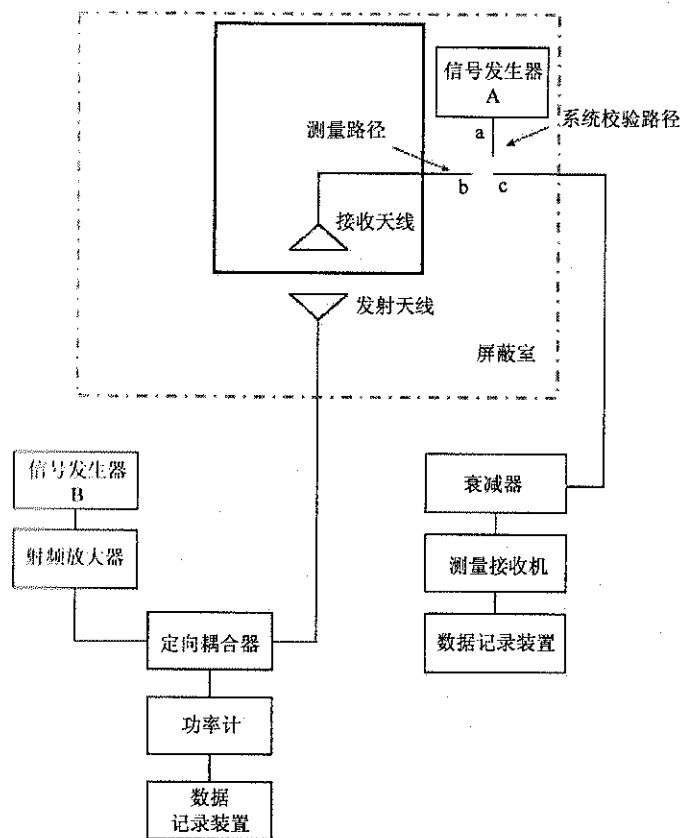 信号发生器
A
a
系统校验路径
测量路径
b
c
接收天线
发射天线
屏蔽室
信号发生器
B
射频放大器
定向耦合器
功率计
数据
记录装置
衰减器
测量接收机
数据记录装置